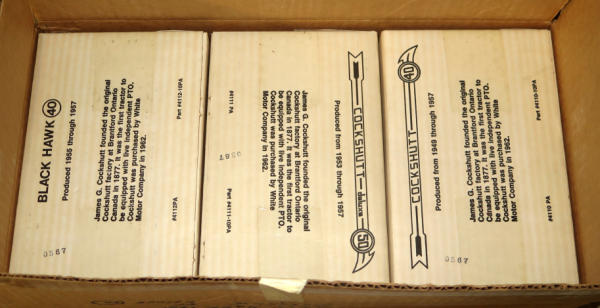 BLACK HAWK 40
Produced 1955 through 1957
James G. Cockshutt founded the original
Cockshutt factory at Brantford Ontario
Canada in 1877. It was the first tractor to
be equipped with live independent PTO.
Cockshutt was purchased by White
Motor Company in 1962.
Part #4112-10PA
#4112PA
0567
COCKSHUTT deluxe 50
Produced from 1953 through 1957
James G. Cockshutt founded the original
Cockshutt factory at Brantford Ontario
Canada in 1877. It was the first tractor to
be equipped with live independent PTO.
Cockshutt was purchased by White
Motor Company in 1962.
#4111 PA
Part #4111-10PA
0567
COCKSHUTT 40
Produced from 1949 through 1957
James G. Cockshutt founded the original
Cockshutt factory at Brantford Ontario
Canada in 1877. It was the first tractor to
be equipped with live independent PTO.
Cockshutt was purchased by White
Motor Company in 1962.
Part #4110-10PA
#4110 PA
0567